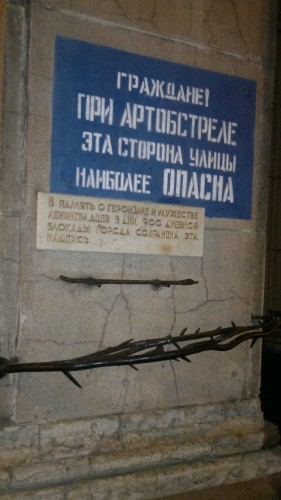 ГРАЖДАНЕ!
ПРИ АРТОБСТРЕЛЕ
ЭТА СТОРОНА УЛИЦЫ
НАИБОЛЕЕ ОПАСНА
В ПАМЯТЬ О ГЕРОИЗМЕ И МУЖЕСТВЕ
ЛЕНИНГРАДЦЕВ В ДНИ 900 ДНЕВНОЙ
БЛОКАДЫ ГОРОДА СОХРАНЕНА ЭТА
НАДПИСЬ